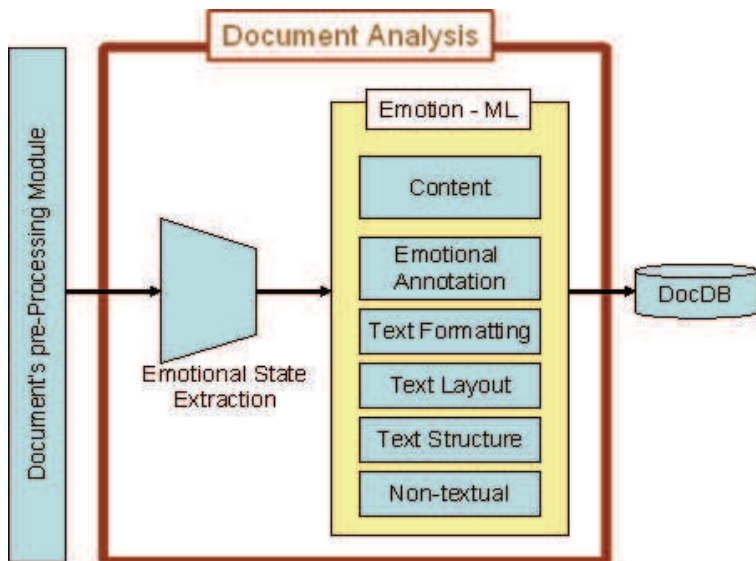 Document Analysis
Document's pre-Processing Module
Emotional State
Extraction
Emotion - ML
Content
Emotional
Annotation
Text Formatting
Text Layout
Text Structure
Non-textual
DocDB